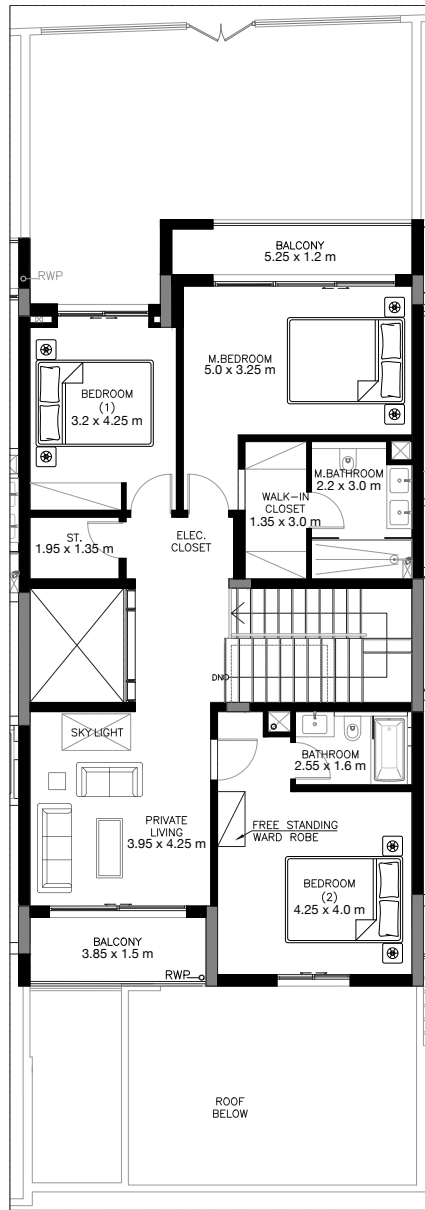 BALCONY
5.25 x 1.2 m
RWP
M.BEDROOM
5.0 x 3.25 m
BEDROOM
(1)
3.2 x 4.25 m
M.BATHROOM
2.2 x 3.0 m
WALK-IN
CLOSET
1.35 x 3.0 m
ST.
1.95 x 1.35 m
ELEC.
CLOSET
DN
SKY LIGHT
BATHROOM
2.55 x 1.6 m
PRIVATE
LIVING
3.95 x 4.25 m
FREE STANDING
WARD ROBE
BEDROOM
(2)
4.25 x 4.0 m
BALCONY
3.85 x 1.5 m
RWP
ROOF
BELOW